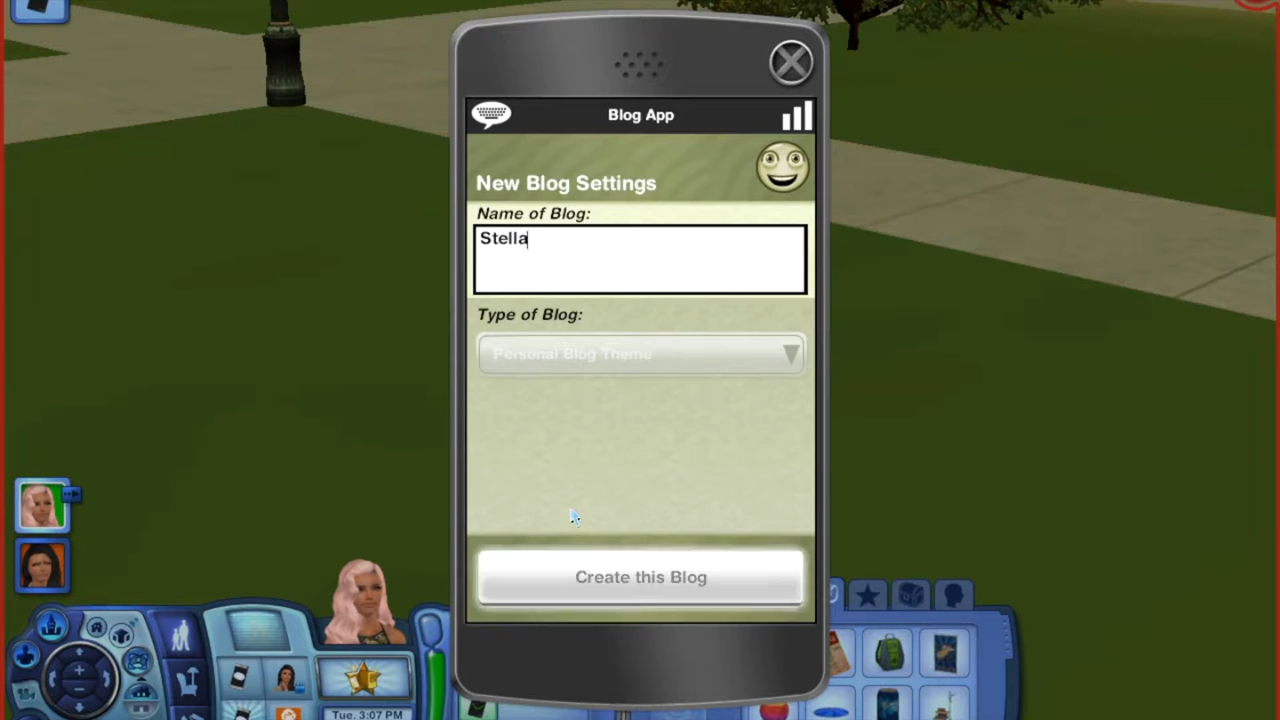 Blog App
New Blog Settings
Name of Blog:
Stella
Type of Blog:
Personal Blog Theme
Create this Blog
Tue. 3:07 PM